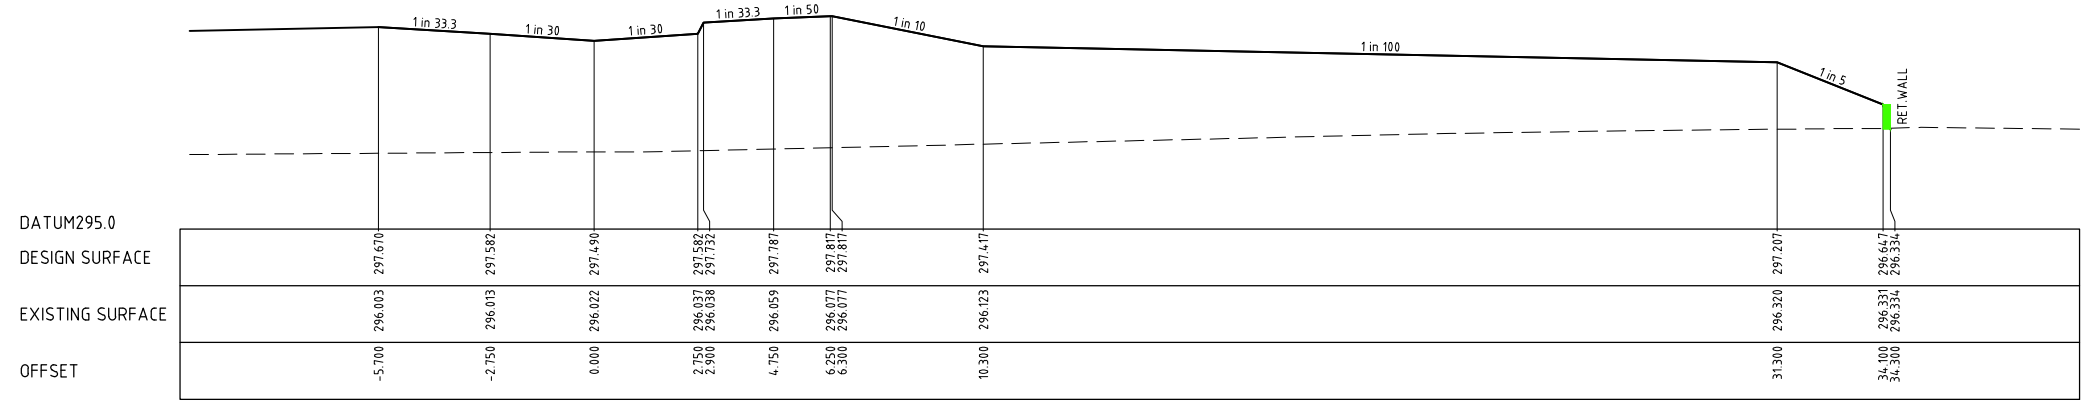 1 in 33.3 1 in 30 1 in 30 1 in 33.3 1 in 50 1 in 10 1 in 100 1 in 5 RET.WALL
DATUM295.0
DESIGN SURFACE 297.670 297.582 297.490 297.582 297.732 297.787 297.817 297.817 297.417 297.207 296.647 296.334
EXISTING SURFACE 296.003 296.013 296.022 296.037 296.038 296.059 296.077 296.077 296.123 296.320 296.331 296.334
OFFSET -5.700 -2.750 0.000 2.750 2.900 4.750 6.250 6.300 10.300 31.300 34.100 34.300